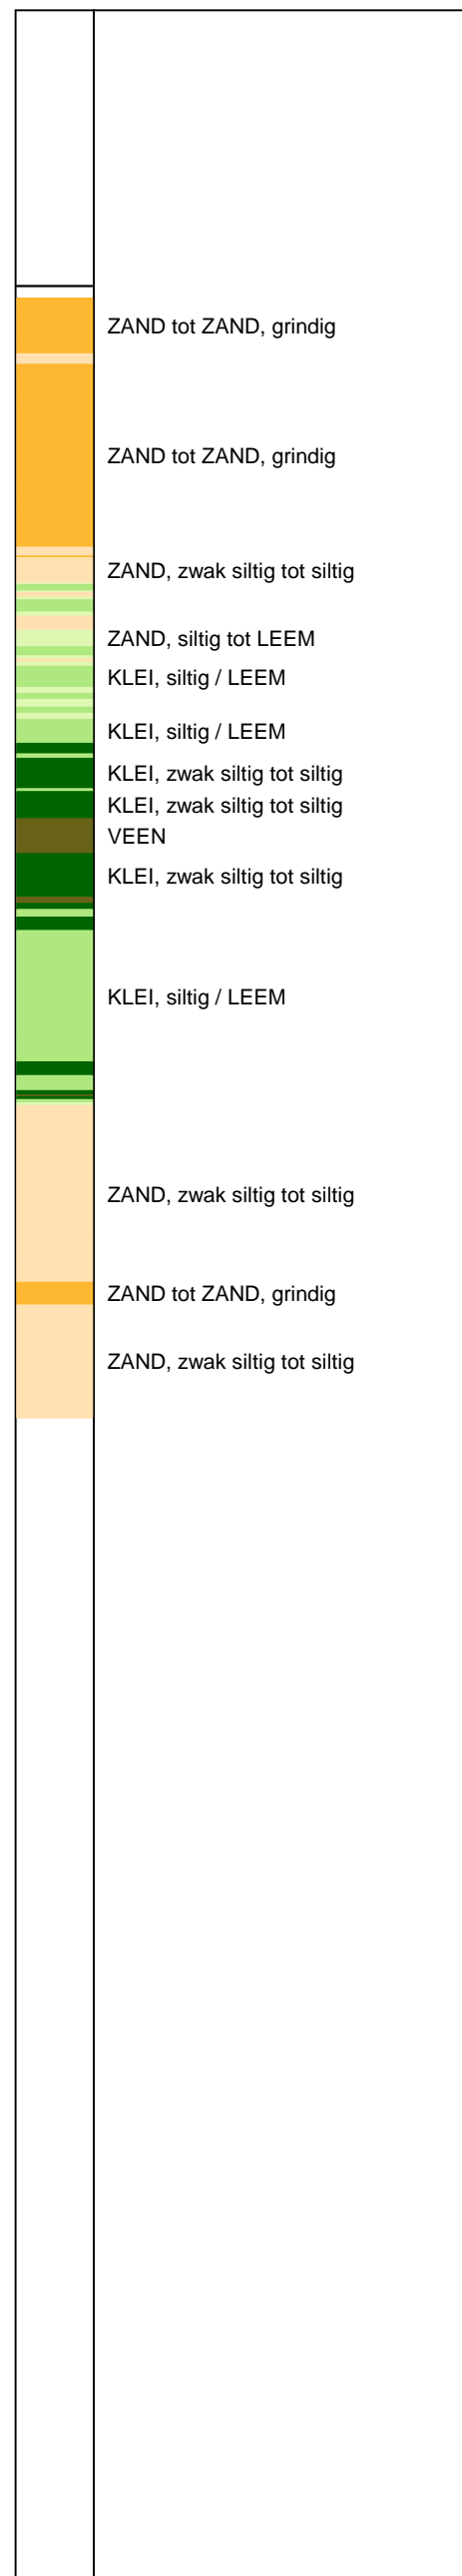 ZAND tot ZAND, grindig
ZAND tot ZAND, grindig
ZAND, zwak siltig tot siltig
ZAND, siltig tot LEEM
KLEI, siltig / LEEM
KLEI, siltig / LEEM
KLEI, zwak siltig tot siltig
KLEI, zwak siltig tot siltig
VEEN
KLEI, zwak siltig tot siltig
KLEI, siltig / LEEM
ZAND, zwak siltig tot siltig
ZAND tot ZAND, grindig
ZAND, zwak siltig tot siltig